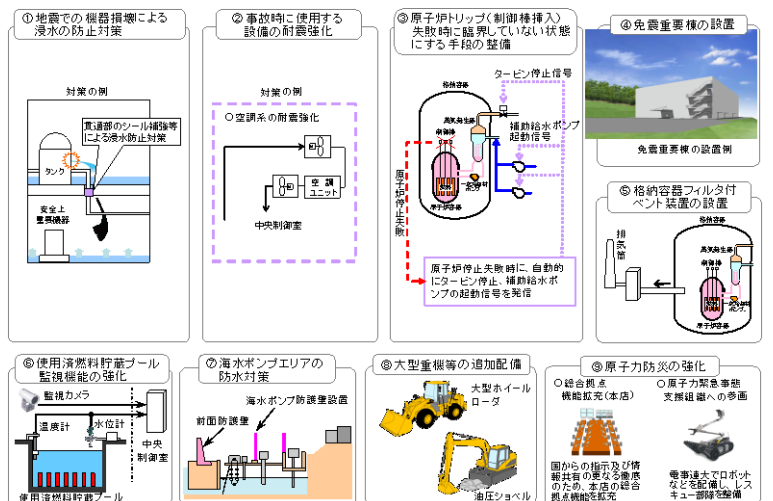 ①地震での機器損壊による
浸水の防止対策
対策の例
貫通部のシール補強等
による浸水防止対策
タンク
安全上
重要機器
②事故時に使用する
設備の耐震強化
対策の例
○空調系の耐震強化
空調
ユニット
中央制御室
③原子炉トリップ(制御棒挿入)
失敗時に臨界していない状態
にする手段の整備
タービン停止信号
格納容器
蒸気発生器
制御棒
補助給水ポンプ
起動信号
燃料
原子炉容器
原子炉停止失敗
原子炉停止失敗時に、自動的
にタービン停止、補助給水ポ
ンプの起動信号を発信
④免震重要棟の設置
免震重要棟の設置例
⑤格納容器フィルタ付
ベント装置の設置
格納容器
排気筒
蒸気発生器
制御棒
燃料
原子炉容器
⑥使用済燃料貯蔵プール
監視機能の強化
監視カメラ
温度計
水位計
中央
制御室
使用済燃料貯蔵プール
⑦海水ポンプエリアの
防水対策
海水ポンプ防護壁設置
前面防護壁
⑧大型重機等の追加配備
大型ホイール
ローダ
油圧ショベル
⑨原子力防災の強化
○総合拠点
機能拡充(本店)
国からの指示及び情
報共有の更なる徹底
のため、本店の総合
拠点機能を拡充
○原子力緊急事態
支援組織への参画
電事連大でロボット
などを配備し、レス
キュー部隊を整備